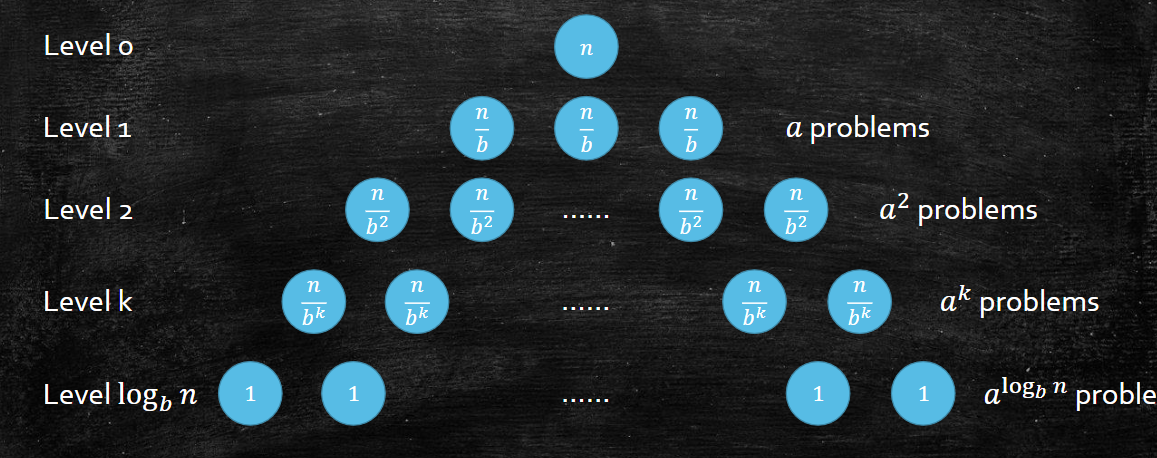 Level 0 n
Level 1 n/b n/b n/b a problems
Level 2 n/b² n/b² ...... n/b² n/b² a² problems
Level k n/bᵏ n/bᵏ ...... n/bᵏ n/bᵏ aᵏ problems
Level log_b n 1 1 ...... 1 1 a^(log_b n) proble